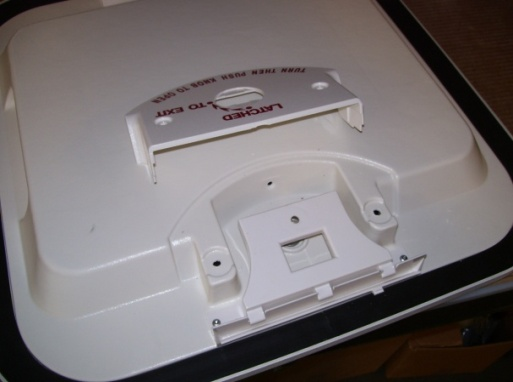 TURN THEN PUSH KNOB TO OPEN
LATCHED
TO EXIT